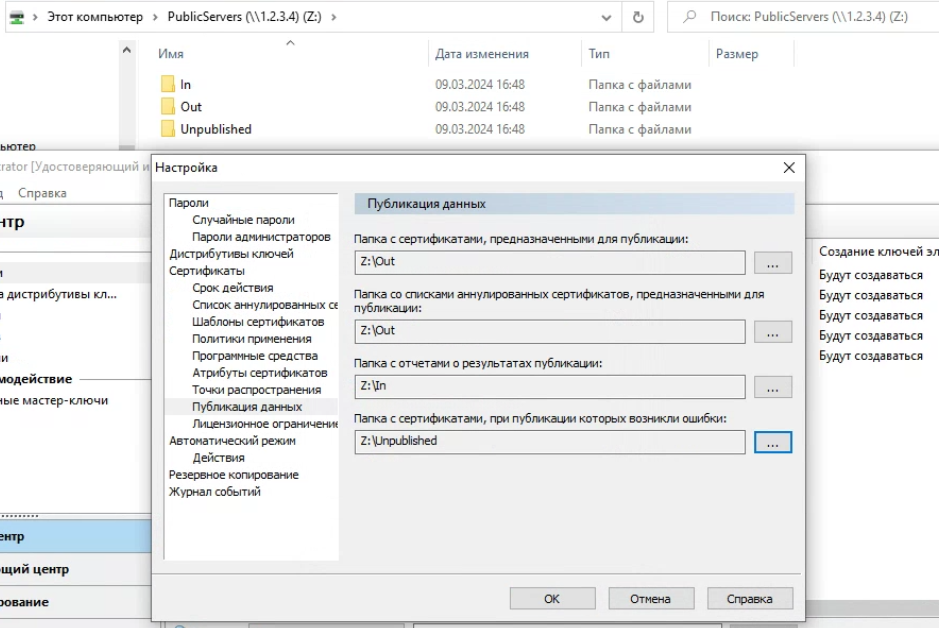 Этот компьютер > PublicServers (\\1.2.3.4) (Z:) >
Поиск: PublicServers (\\1.2.3.4) (Z:)
Имя Дата изменения Тип Размер
In 09.03.2024 16:48 Папка с файлами
Out 09.03.2024 16:48 Папка с файлами
Unpublished 09.03.2024 16:48 Папка с файлами
ьютер
rator [Удостоверяющий и
Справка
нтр
а дистрибутивы кл...
модействие
ные мастер-ключи
ентр
щий центр
рование
Настройка
Пароли
Случайные пароли
Пароли администраторов
Дистрибутивы ключей
Сертификаты
Срок действия
Список аннулированных се
Шаблоны сертификатов
Политики применения
Программные средства
Атрибуты сертификатов
Точки распространения
Публикация данных
Лицензионное ограничение
Автоматический режим
Действия
Резервное копирование
Журнал событий
Публикация данных
Папка с сертификатами, предназначенными для публикации:
Z:\Out
...
Папка со списками аннулированных сертификатов, предназначенными для
публикации:
Z:\Out
...
Папка с отчетами о результатах публикации:
Z:\In
...
Папка с сертификатами, при публикации которых возникли ошибки:
Z:\Unpublished
...
OK Отмена Справка
Создание ключей эл
Будут создаваться
Будут создаваться
Будут создаваться
Будут создаваться
Будут создаваться